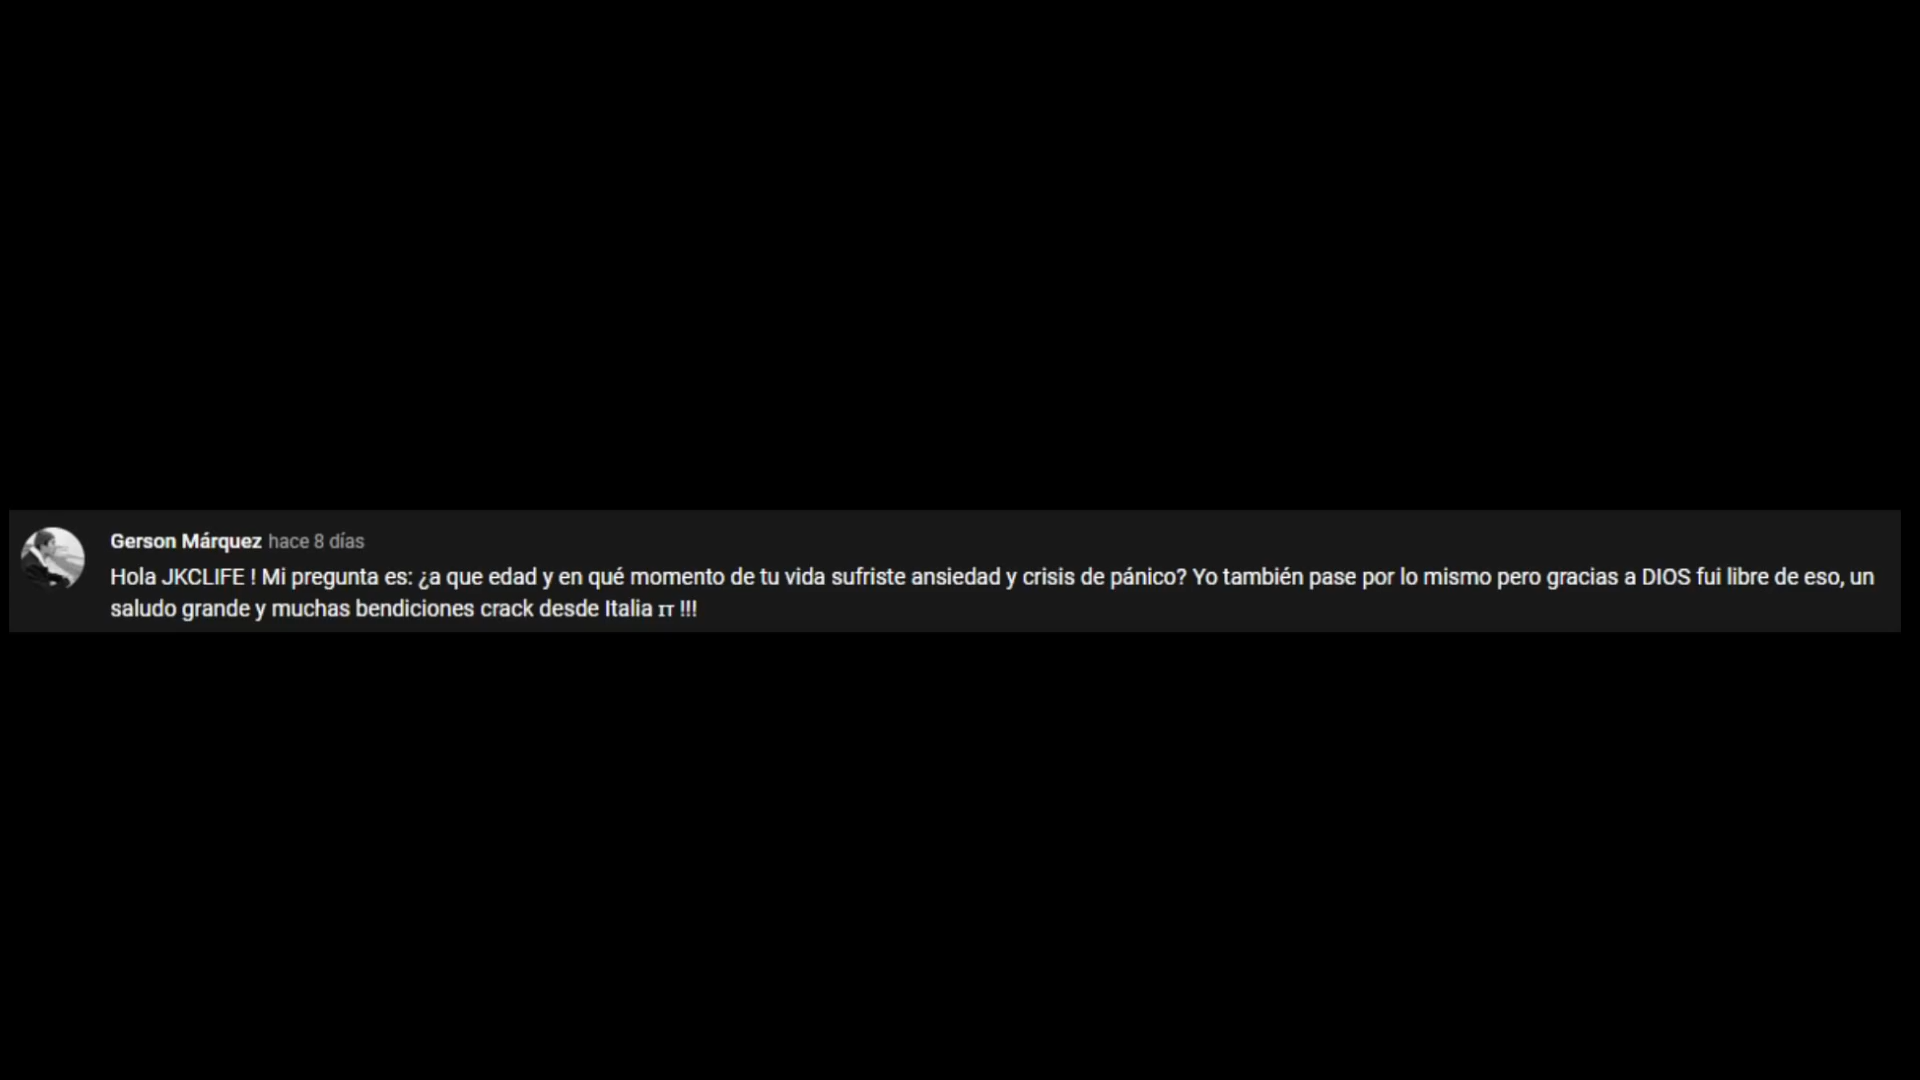 Gerson Márquez hace 8 días
Hola JKCLIFE ! Mi pregunta es: ¿a que edad y en qué momento de tu vida sufriste ansiedad y crisis de pánico? Yo también pase por lo mismo pero gracias a DIOS fui libre de eso, un
saludo grande y muchas bendiciones crack desde Italia IT !!!